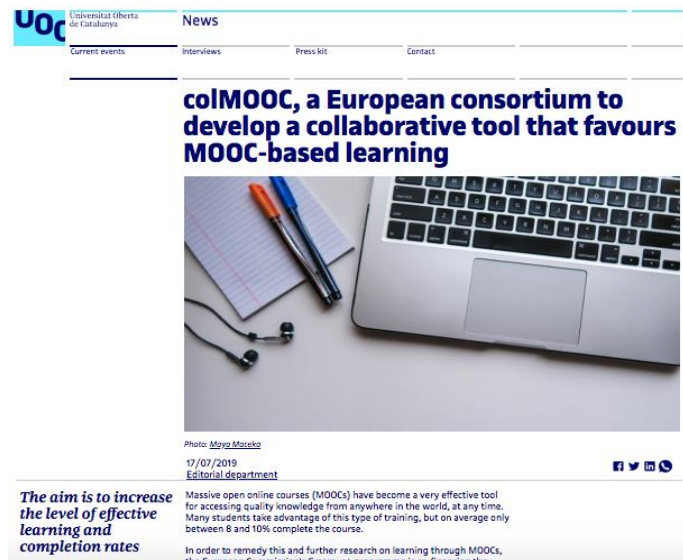 UOC
Universitat Oberta
de Catalunya
News
Current events
Interviews
Press kit
Contact
colMOOC, a European consortium to
develop a collaborative tool that favours
MOOC-based learning
Photo: Maya Maceka
17/07/2019
Editorial department
The aim is to increase
the level of effective
learning and
completion rates
Massive open online courses (MOOCs) have become a very effective tool
for accessing quality knowledge from anywhere in the world, at any time.
Many students take advantage of this type of training, but on average only
between 8 and 10% complete the course.
In order to remedy this and further research on learning through MOOCs,